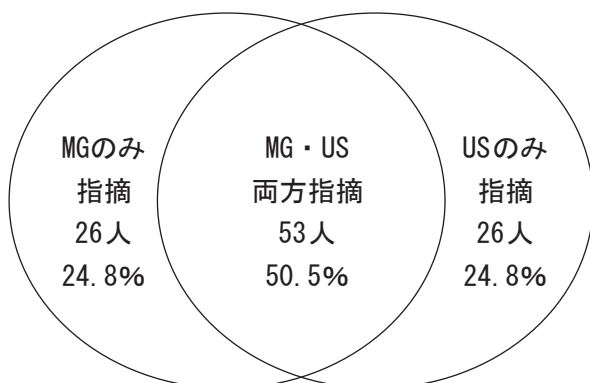 MGのみ
指摘
26人
24.8%
MG・US
両方指摘
53人
50.5%
USのみ
指摘
26人
24.8%